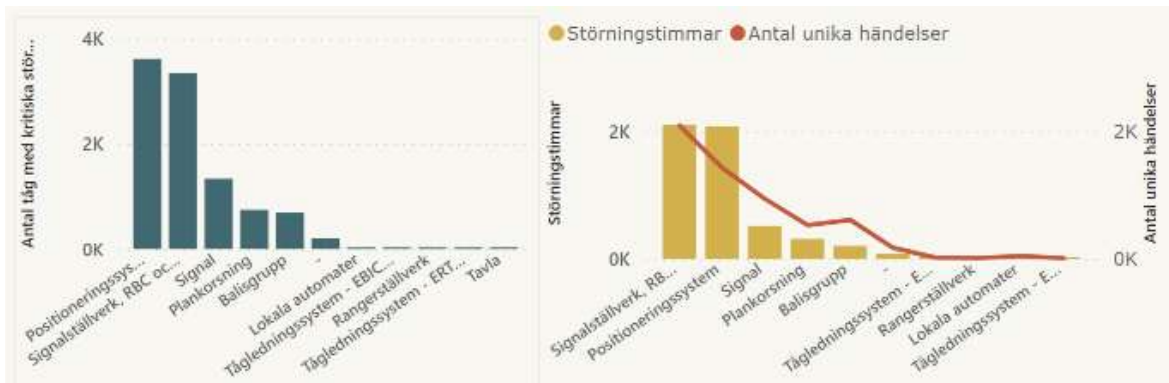 Antal tåg med kritiska stör...
4K
2K
0K
Positioneringssys...
Signalställverk, RBC oc...
Signal
Plankorsning
Balisgrupp
-
Lokala automater
Tågledningssystem - EBIC...
Rangerställverk
Tågledningssystem - ERT...
Tavla
Störningstimmar
Antal unika händelser
Störningstimmar
2K
0K
Signalställverk, RB...
Positioneringssystem
Signal
Plankorsning
Balisgrupp
-
Tågledningssystem - E...
Rangerställverk
Lokala automater
Tågledningssystem - E...
2K
0K
Antal unika händelser